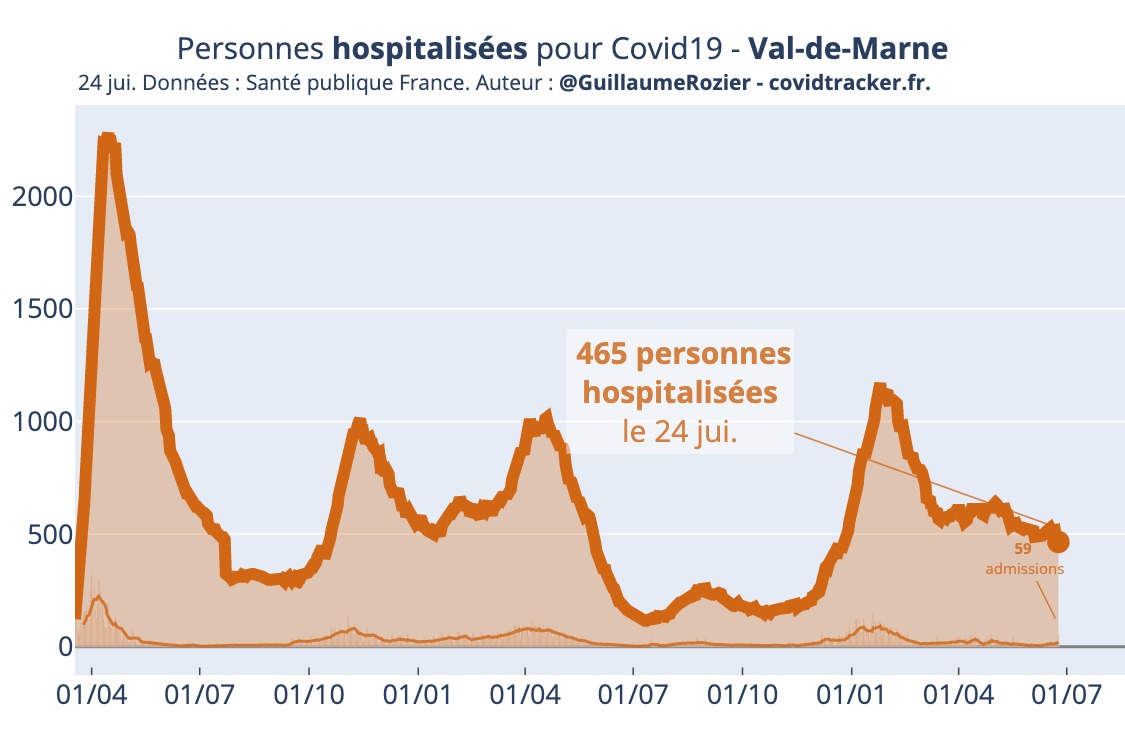 Personnes hospitalisées pour Covid19 - Val-de-Marne
24 jui. Données : Santé publique France. Auteur : @GuillaumeRozier - covidtracker.fr.
2000
1500
1000
500
0
465 personnes
hospitalisées
le 24 jui.
59
admissions
01/04 01/07 01/10 01/01 01/04 01/07 01/10 01/01 01/04 01/07